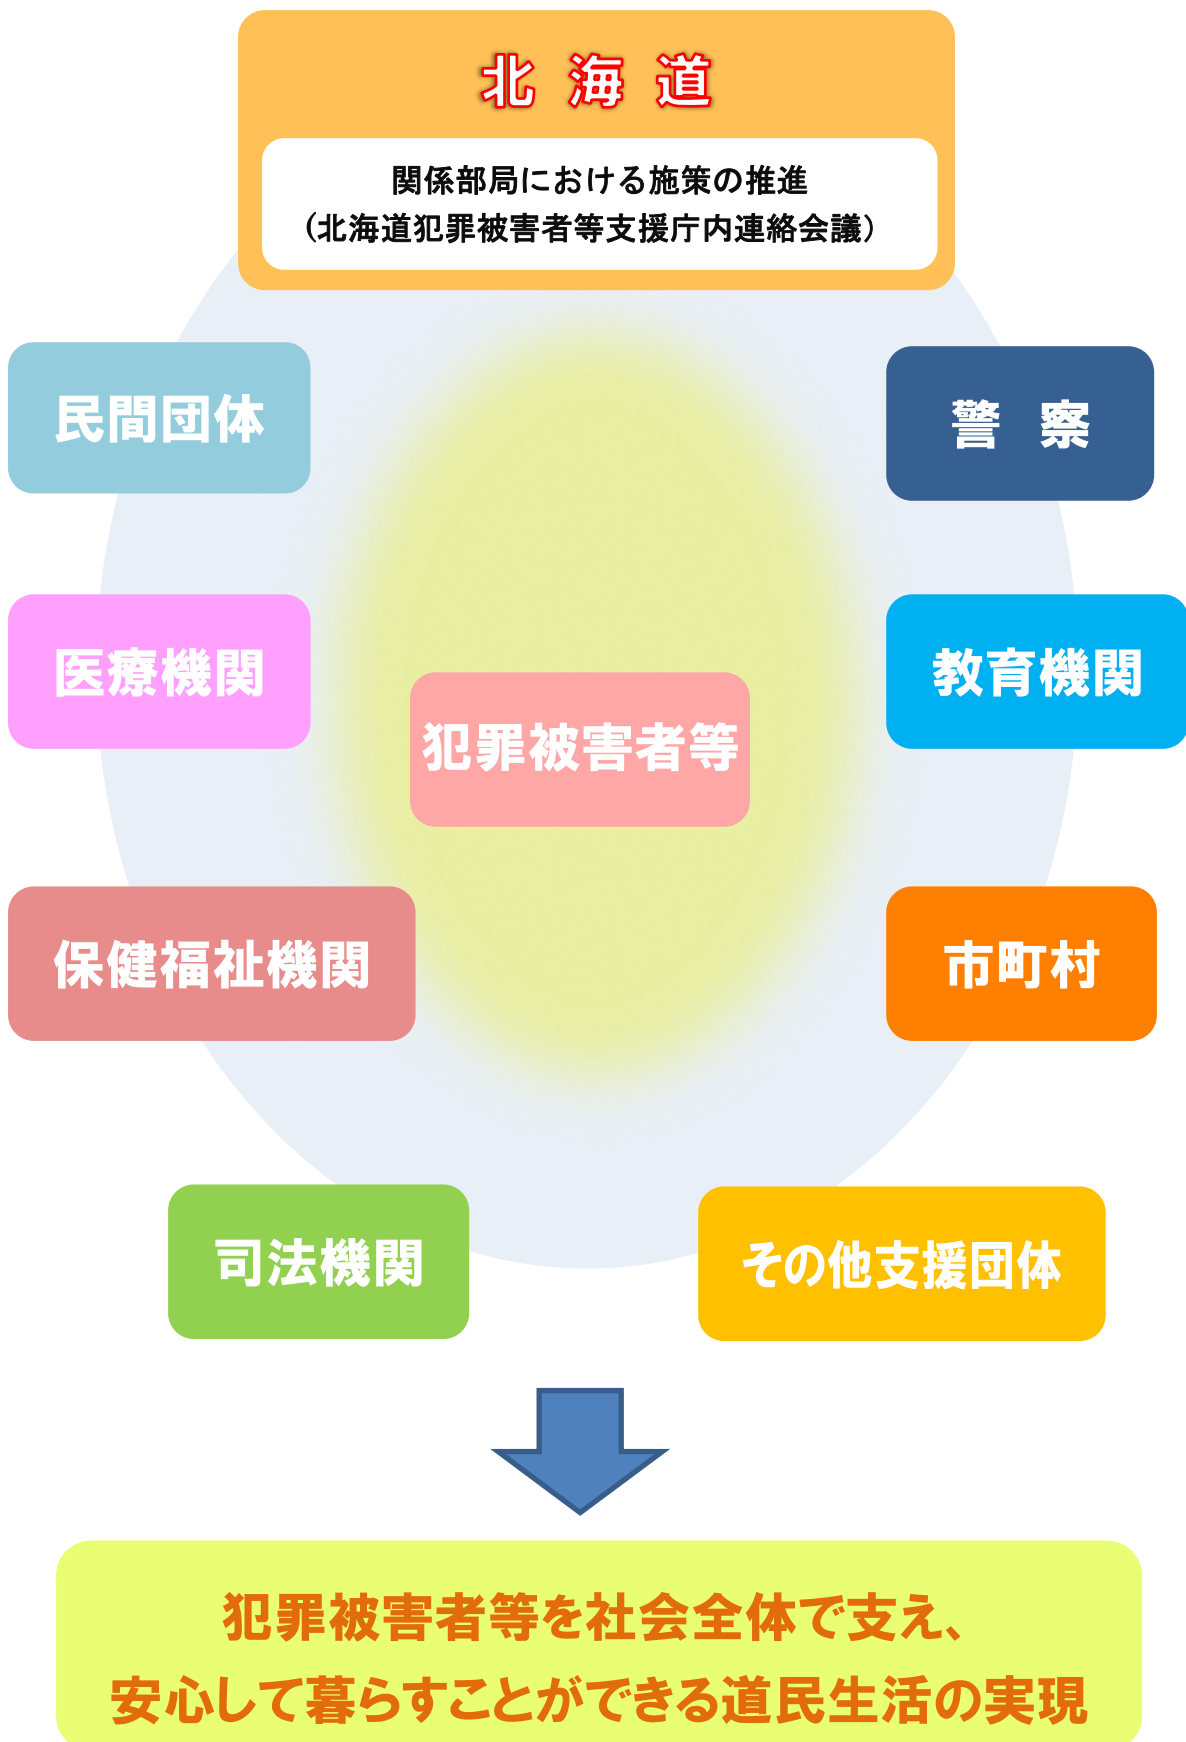 北海道
関係部局における施策の推進
(北海道犯罪被害者等支援庁内連絡会議)
民間団体
警察
医療機関
教育機関
犯罪被害者等
保健福祉機関
市町村
司法機関
その他支援団体
犯罪被害者等を社会全体で支え、
安心して暮らすことができる道民生活の実現